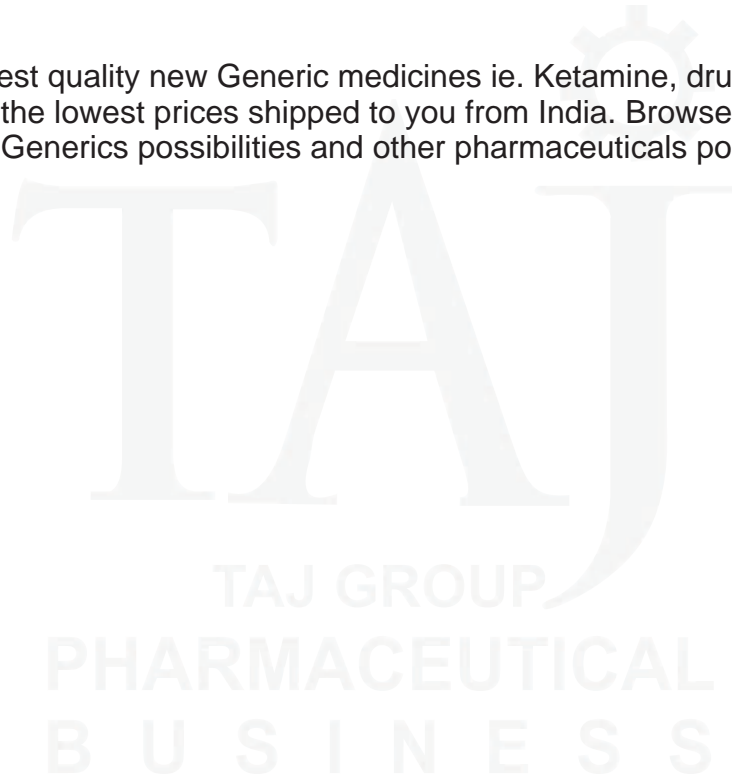 est quality new Generic medicines ie. Ketamine, dru
the lowest prices shipped to you from India. Browse
Generics possibilities and other pharmaceuticals po
TAJ
TAJ GROUP
PHARMACEUTICAL
BUSINESS